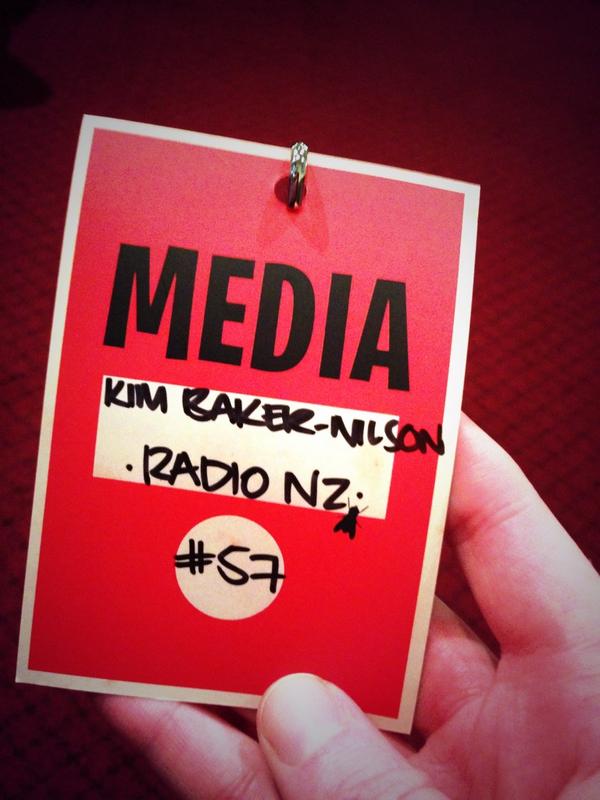 MEDIA
KIM BAKER-NILSON
·RADIO NZ·
#57